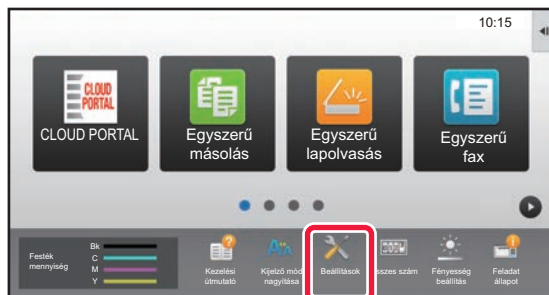 10:15
CLOUD
PORTAL
CLOUD PORTAL
Egyszerű
másolás
Egyszerű
lapolvasás
Egyszerű
fax
Festék
mennyiség
Bk
C
M
Y
Kezelési
útmutató
Kijelző mód
nagyítása
Beállítások
sszes szám
Fényesség
beállítás
Feladat
állapot